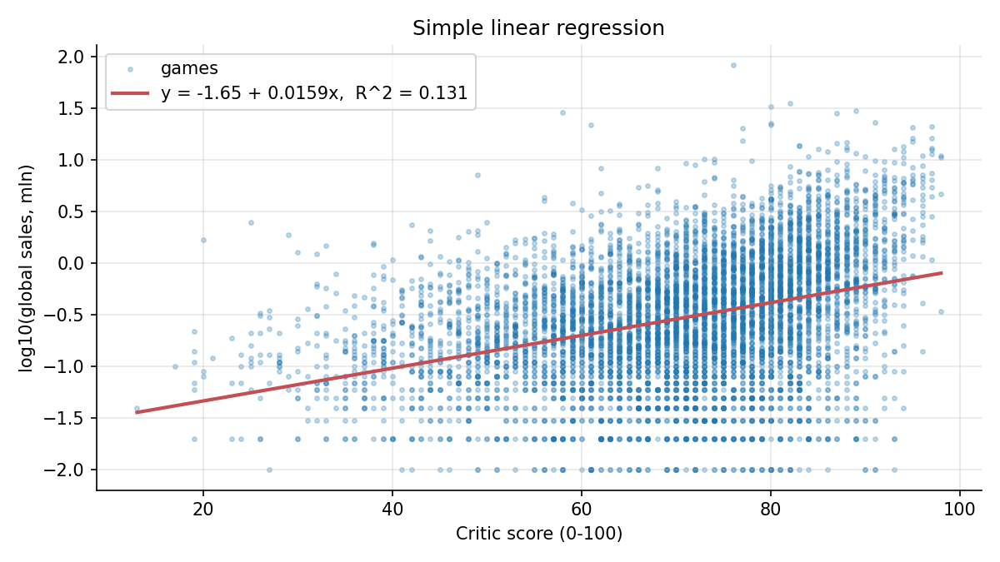 Simple linear regression
games
y = -1.65 + 0.0159x,  R^2 = 0.131
2.0
1.5
1.0
0.5
0.0
−0.5
−1.0
−1.5
−2.0
log10(global sales, mln)
20
40
60
80
100
Critic score (0-100)